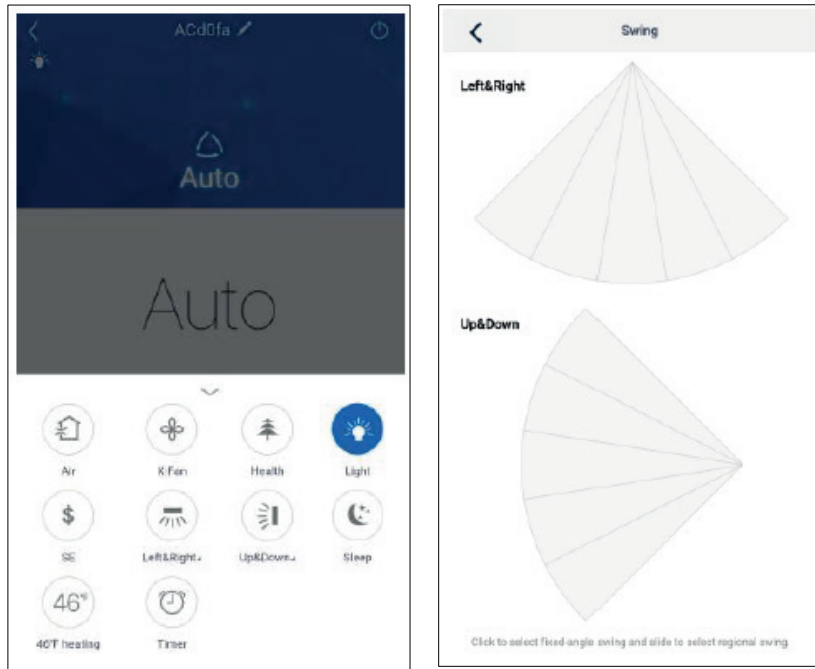 ACd0fa
Auto
Auto
Air
X-Fan
Health
Light
$
SE
Left&Right
Up&Down
Sleep
46°F
46°F heating
Timer
Swing
Left&Right
Up&Down
Click to select fixed-angle swing and slide to select regional swing.